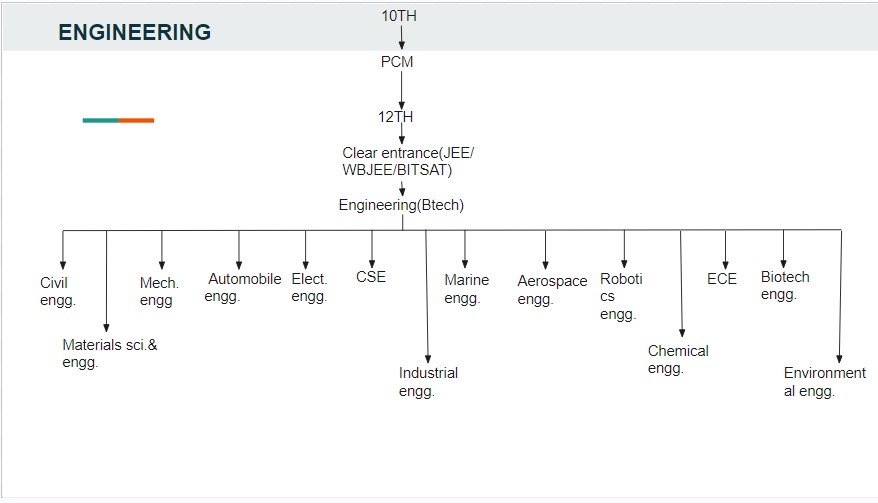 10TH
ENGINEERING
PCM
12TH
Clear entrance(JEE/
WBJEE/BITSAT)
Engineering(Btech)
Civil
engg.
Materials sci.&
engg.
Mech.
engg
Automobile
engg.
Elect.
engg.
CSE
Industrial
engg.
Marine
engg.
Aerospace
engg.
Roboti
cs
engg.
Chemical
engg.
ECE
Biotech
engg.
Environment
al engg.